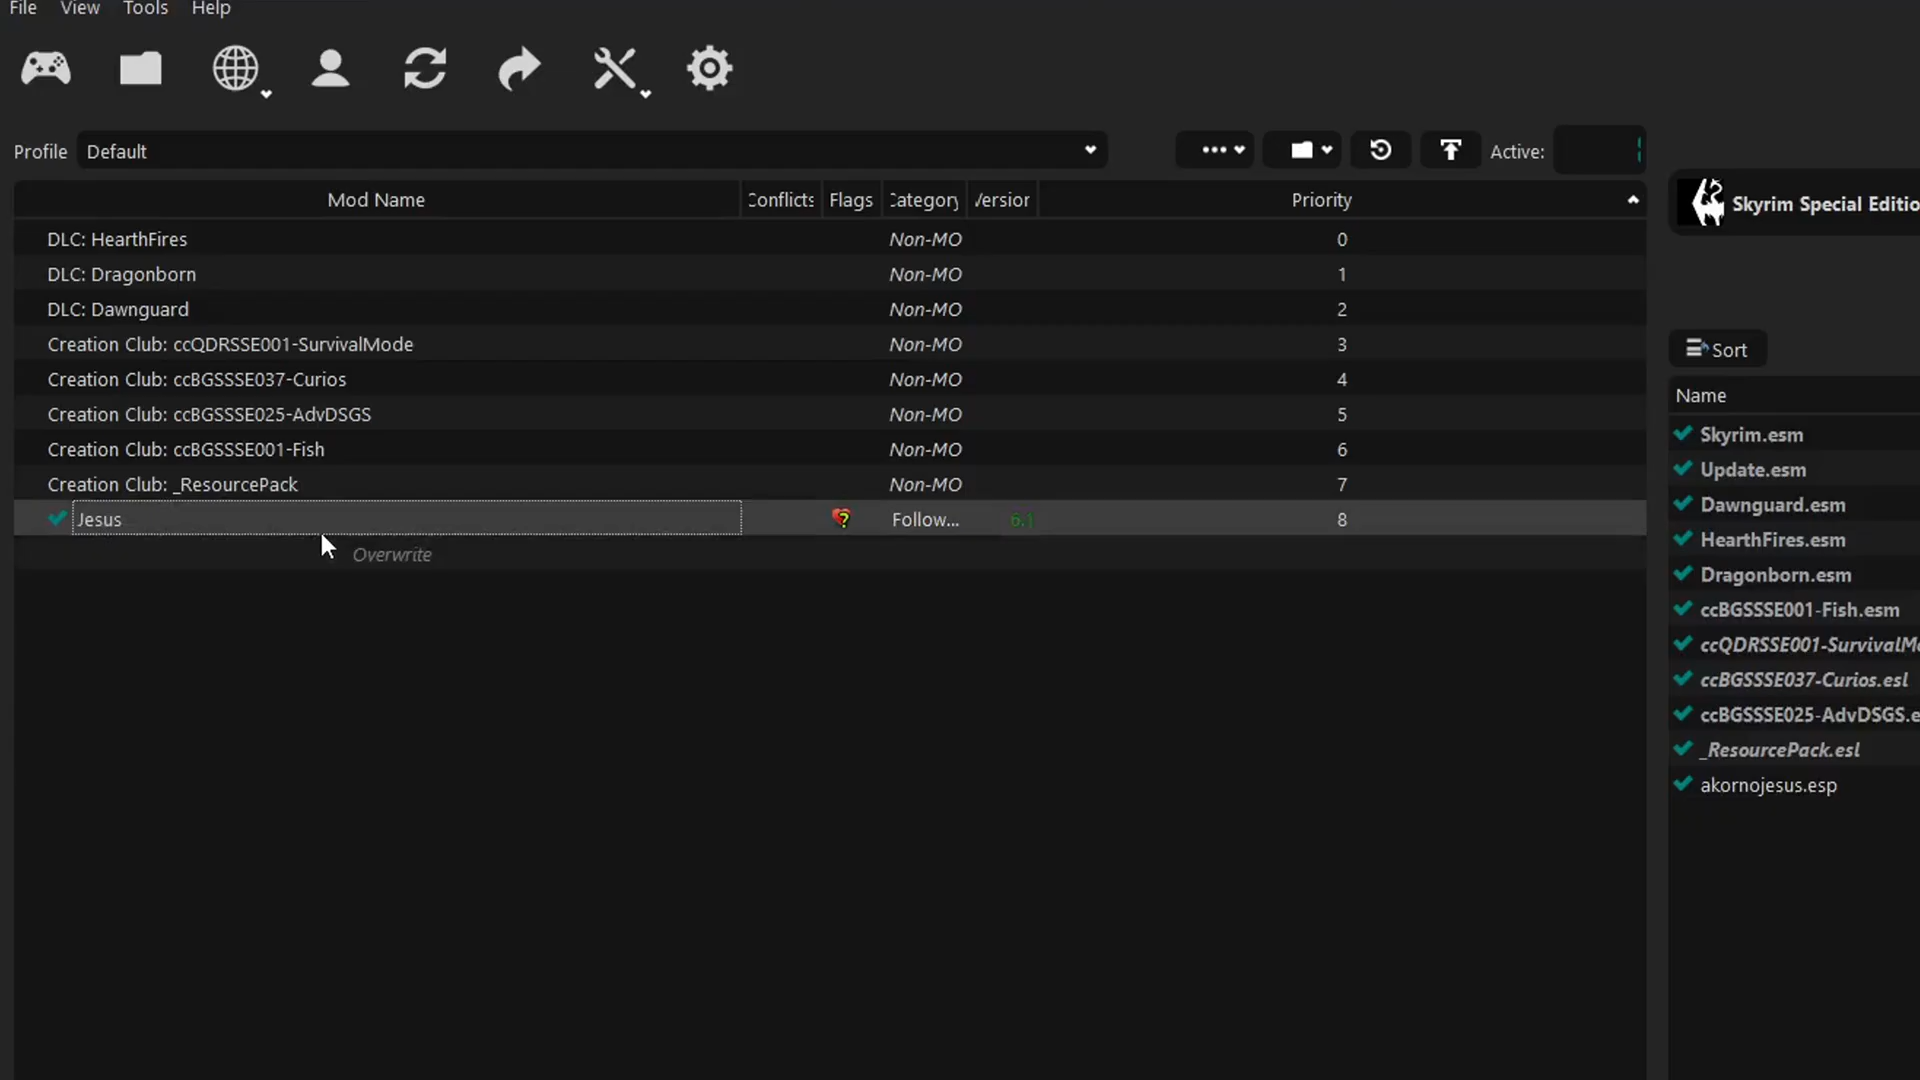 File View Tools Help
Profile Default Active: 1
Mod Name Conflicts Flags Category Version Priority
DLC: HearthFires Non-MO 0
DLC: Dragonborn Non-MO 1
DLC: Dawnguard Non-MO 2
Creation Club: ccQDRSSE001-SurvivalMode Non-MO 3
Creation Club: ccBGSSSE037-Curios Non-MO 4
Creation Club: ccBGSSSE025-AdvDSGS Non-MO 5
Creation Club: ccBGSSSE001-Fish Non-MO 6
Creation Club: _ResourcePack Non-MO 7
Jesus Follow... 6.1 8
Overwrite
Skyrim Special Editio
Sort
Name
Skyrim.esm
Update.esm
Dawnguard.esm
HearthFires.esm
Dragonborn.esm
ccBGSSSE001-Fish.esm
ccQDRSSE001-SurvivalMo
ccBGSSSE037-Curios.esl
ccBGSSSE025-AdvDSGS.e
_ResourcePack.esl
akornojesus.esp